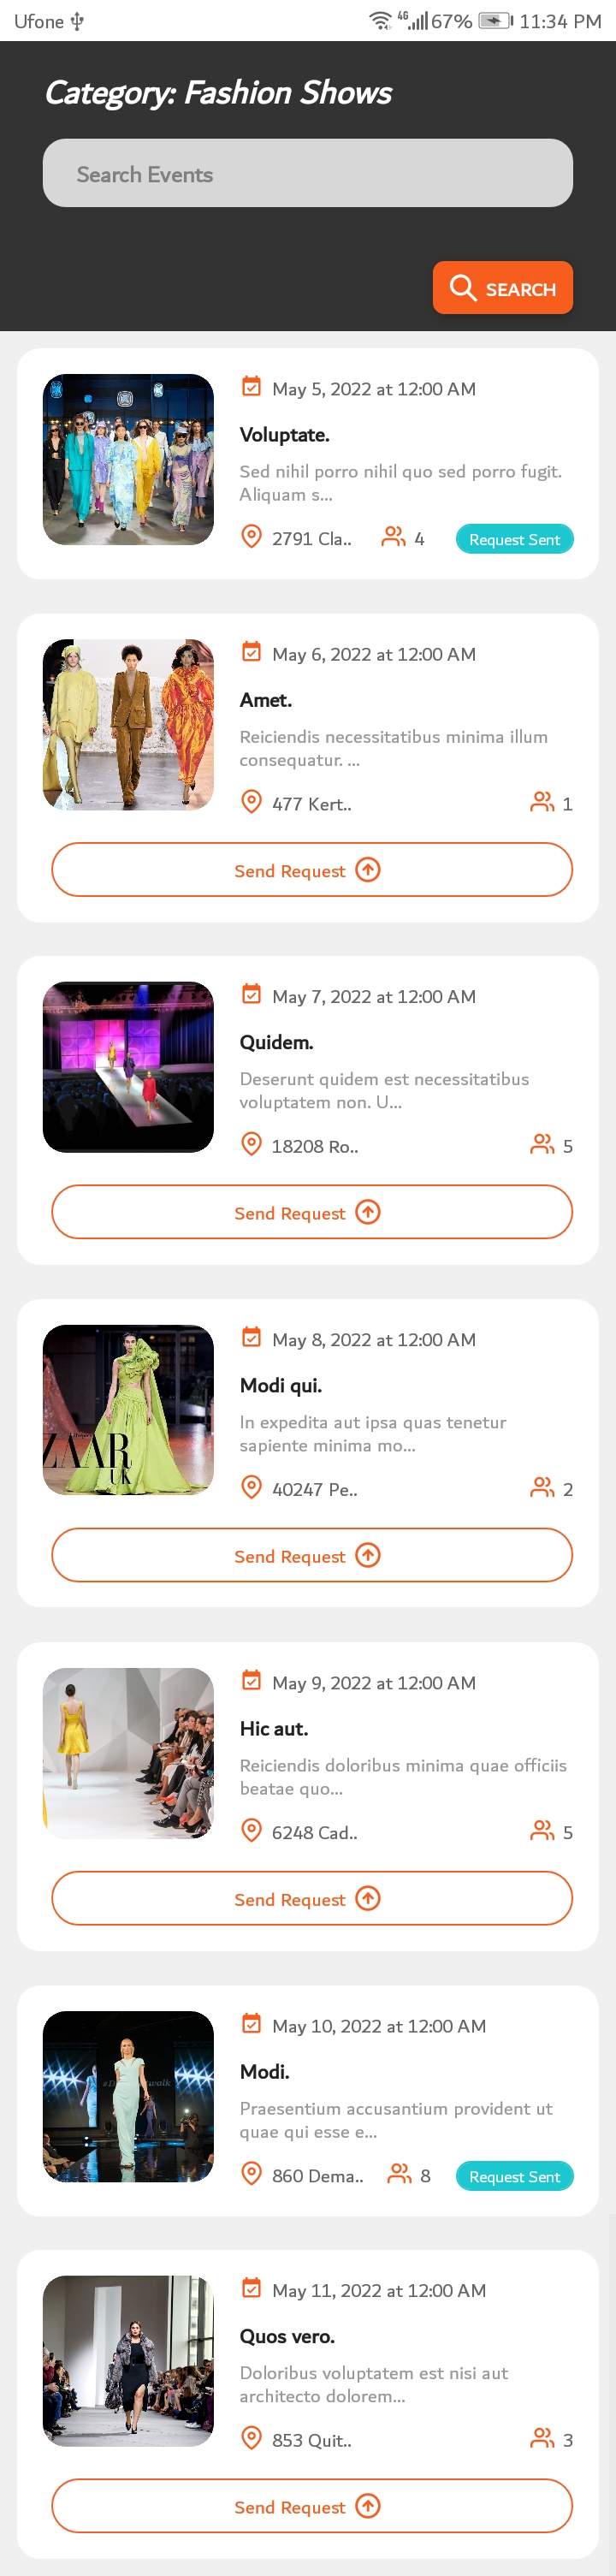 Ufone 4G 67% 11:34 PM
Category: Fashion Shows
Search Events
SEARCH
May 5, 2022 at 12:00 AM
Voluptate.
Sed nihil porro nihil quo sed porro fugit.
Aliquam s...
2791 Cla.. 4 Request Sent
May 6, 2022 at 12:00 AM
Amet.
Reiciendis necessitatibus minima illum
consequatur. ...
477 Kert.. 1
Send Request
May 7, 2022 at 12:00 AM
Quidem.
Deserunt quidem est necessitatibus
voluptatem non. U...
18208 Ro.. 5
Send Request
May 8, 2022 at 12:00 AM
Modi qui.
In expedita aut ipsa quas tenetur
sapiente minima mo...
ZAAR
UK
40247 Pe.. 2
Send Request
May 9, 2022 at 12:00 AM
Hic aut.
Reiciendis doloribus minima quae officiis
beatae quo...
6248 Cad.. 5
Send Request
May 10, 2022 at 12:00 AM
Modi.
Praesentium accusantium provident ut
quae qui esse e...
860 Dema.. 8 Request Sent
May 11, 2022 at 12:00 AM
Quos vero.
Doloribus voluptatem est nisi aut
architecto dolorem...
853 Quit.. 3
Send Request